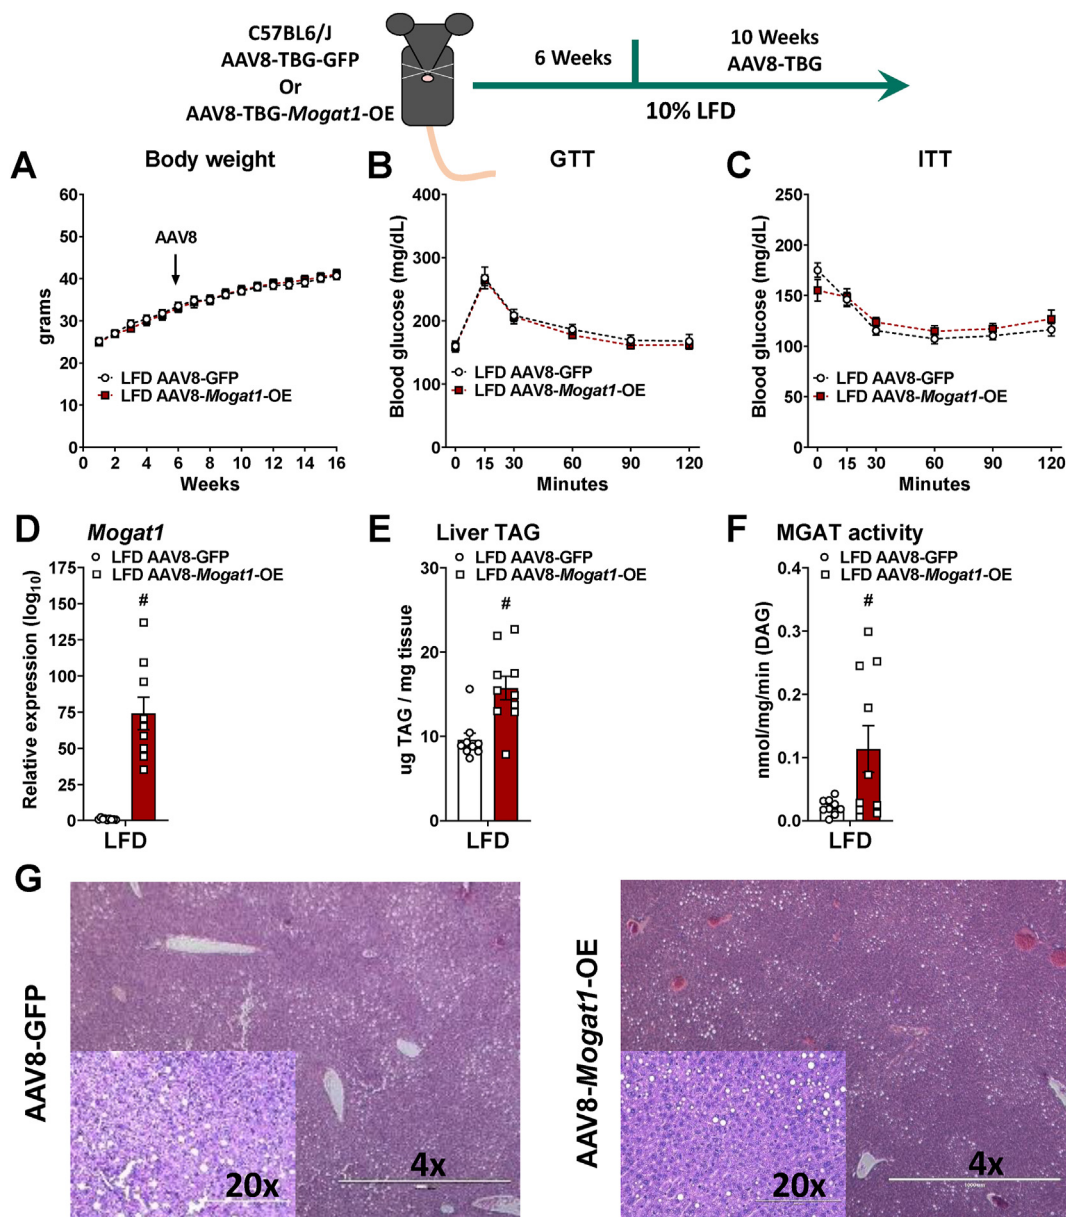 C57BL6/J
AAV8-TBG-GFP
Or
AAV8-TBG-Mogat1-OE
6 Weeks
10 Weeks
AAV8-TBG
10% LFD
A
Body weight
60
50
40
30
20
10
0
grams
AAV8
LFD AAV8-GFP
LFD AAV8-Mogat1-OE
0 2 4 6 8 10 12 14 16
Weeks
B
GTT
400
300
200
100
0
Blood glucose (mg/dL)
LFD AAV8-GFP
LFD AAV8-Mogat1-OE
0 15 30 60 90 120
Minutes
C
ITT
250
200
150
100
50
0
Blood glucose (mg/dL)
LFD AAV8-GFP
LFD AAV8-Mogat1-OE
0 15 30 60 90 120
Minutes
D
Mogat1
LFD AAV8-GFP
LFD AAV8-Mogat1-OE
175
150
125
100
75
50
25
0
Relative expression (log10)
#
LFD
E
Liver TAG
LFD AAV8-GFP
LFD AAV8-Mogat1-OE
30
20
10
0
ug TAG / mg tissue
#
LFD
F
MGAT activity
LFD AAV8-GFP
LFD AAV8-Mogat1-OE
0.4
0.3
0.2
0.1
0.0
nmol/mg/min (DAG)
#
LFD
G
AAV8-GFP
20x
4x
AAV8-Mogat1-OE
20x
4x